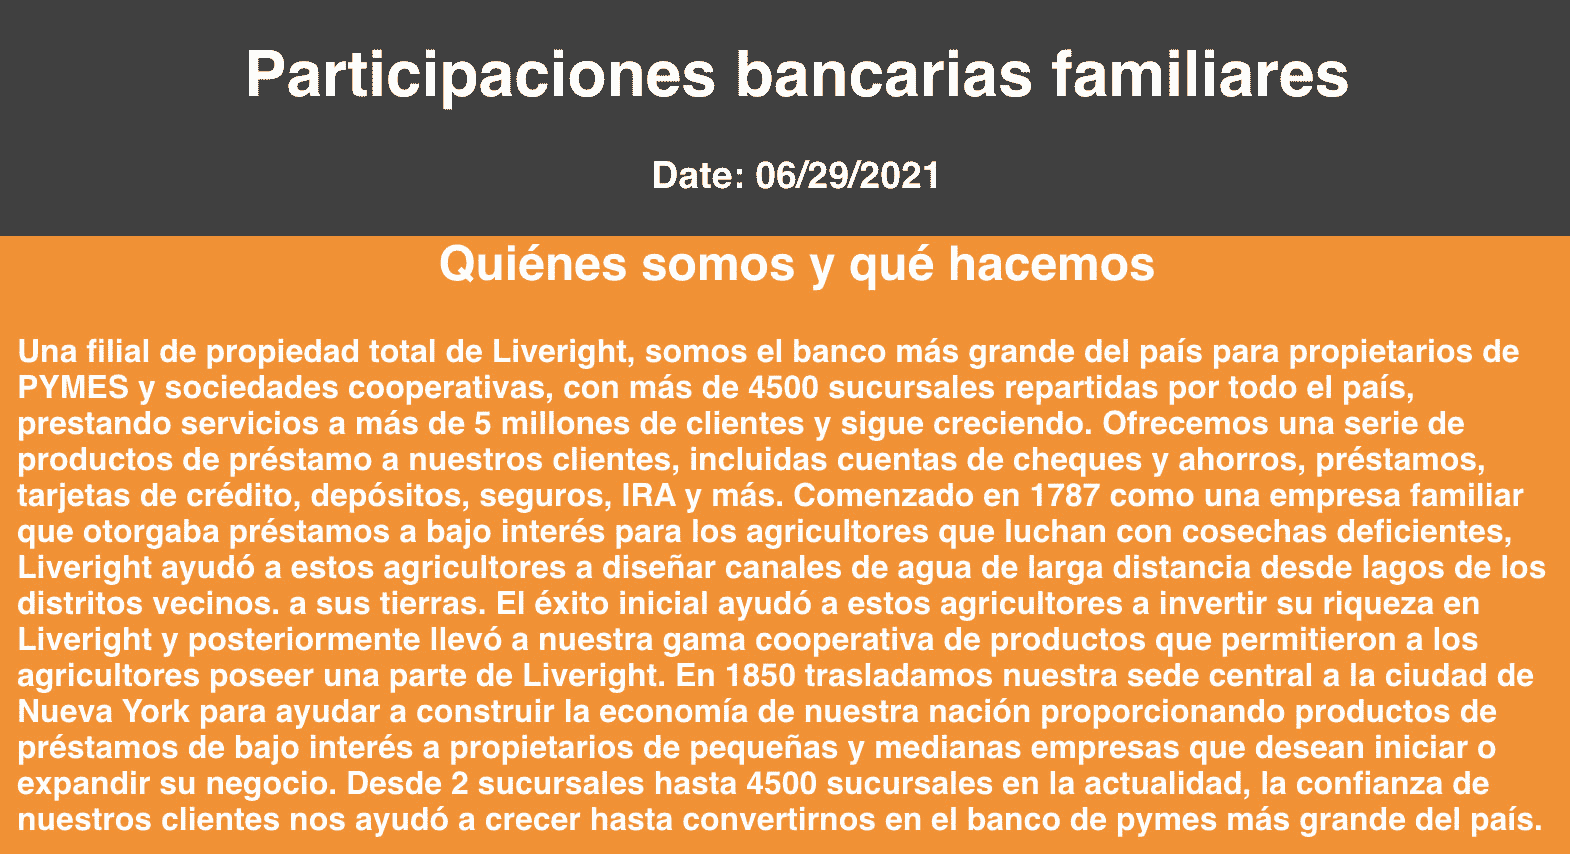 Participaciones bancarias familiares
Date: 06/29/2021
Quiénes somos y qué hacemos
Una filial de propiedad total de Liveright, somos el banco más grande del país para propietarios de
PYMES y sociedades cooperativas, con más de 4500 sucursales repartidas por todo el país,
prestando servicios a más de 5 millones de clientes y sigue creciendo. Ofrecemos una serie de
productos de préstamo a nuestros clientes, incluidas cuentas de cheques y ahorros, préstamos,
tarjetas de crédito, depósitos, seguros, IRA y más. Comenzado en 1787 como una empresa familiar
que otorgaba préstamos a bajo interés para los agricultores que luchan con cosechas deficientes,
Liveright ayudó a estos agricultores a diseñar canales de agua de larga distancia desde lagos de los
distritos vecinos. a sus tierras. El éxito inicial ayudó a estos agricultores a invertir su riqueza en
Liveright y posteriormente llevó a nuestra gama cooperativa de productos que permitieron a los
agricultores poseer una parte de Liveright. En 1850 trasladamos nuestra sede central a la ciudad de
Nueva York para ayudar a construir la economía de nuestra nación proporcionando productos de
préstamos de bajo interés a propietarios de pequeñas y medianas empresas que desean iniciar o
expandir su negocio. Desde 2 sucursales hasta 4500 sucursales en la actualidad, la confianza de
nuestros clientes nos ayudó a crecer hasta convertirnos en el banco de pymes más grande del país.